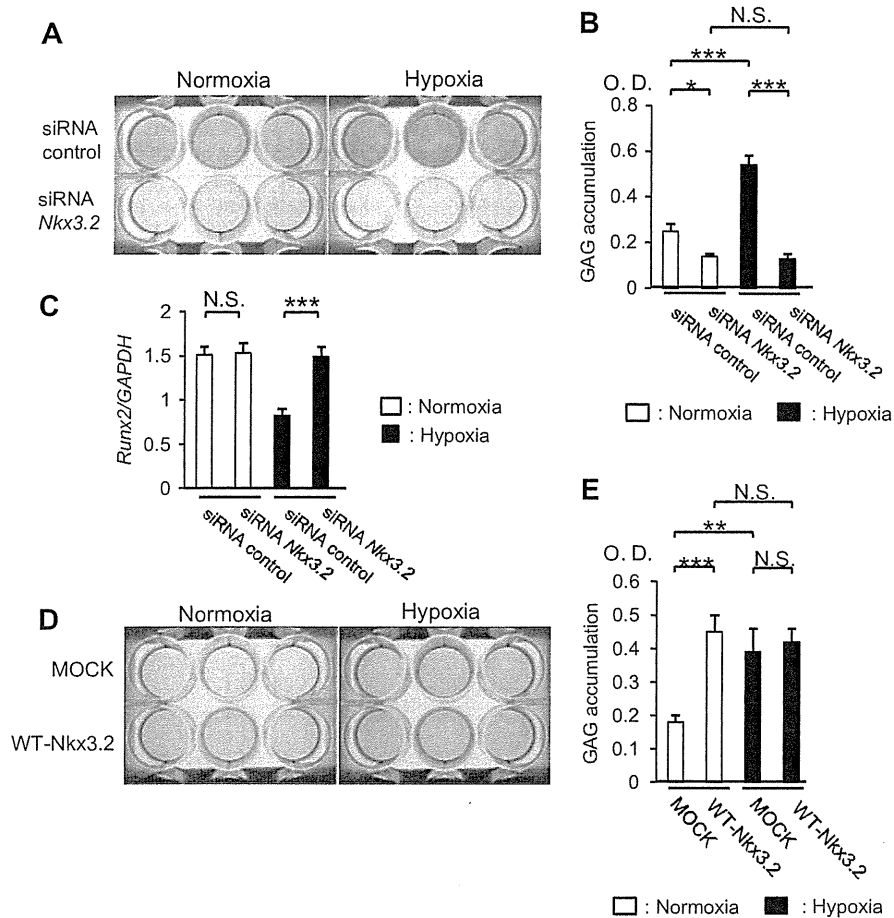 A
Normoxia
Hypoxia
siRNA
control
siRNA
Nkx3.2
B
N.S.
***
O. D.
*
***
0.8
0.6
0.4
0.2
0
GAG accumulation
siRNA control
siRNA Nkx3.2
siRNA control
siRNA Nkx3.2
: Normoxia
: Hypoxia
C
N.S.
***
2
1.5
1
0.5
0
Runx2/GAPDH
siRNA control
siRNA Nkx3.2
siRNA control
siRNA Nkx3.2
: Normoxia
: Hypoxia
D
Normoxia
Hypoxia
MOCK
WT-Nkx3.2
E
N.S.
**
O. D.
***
N.S.
0.6
0.5
0.4
0.3
0.2
0.1
0
GAG accumulation
MOCK
WT-Nkx3.2
MOCK
WT-Nkx3.2
: Normoxia
: Hypoxia